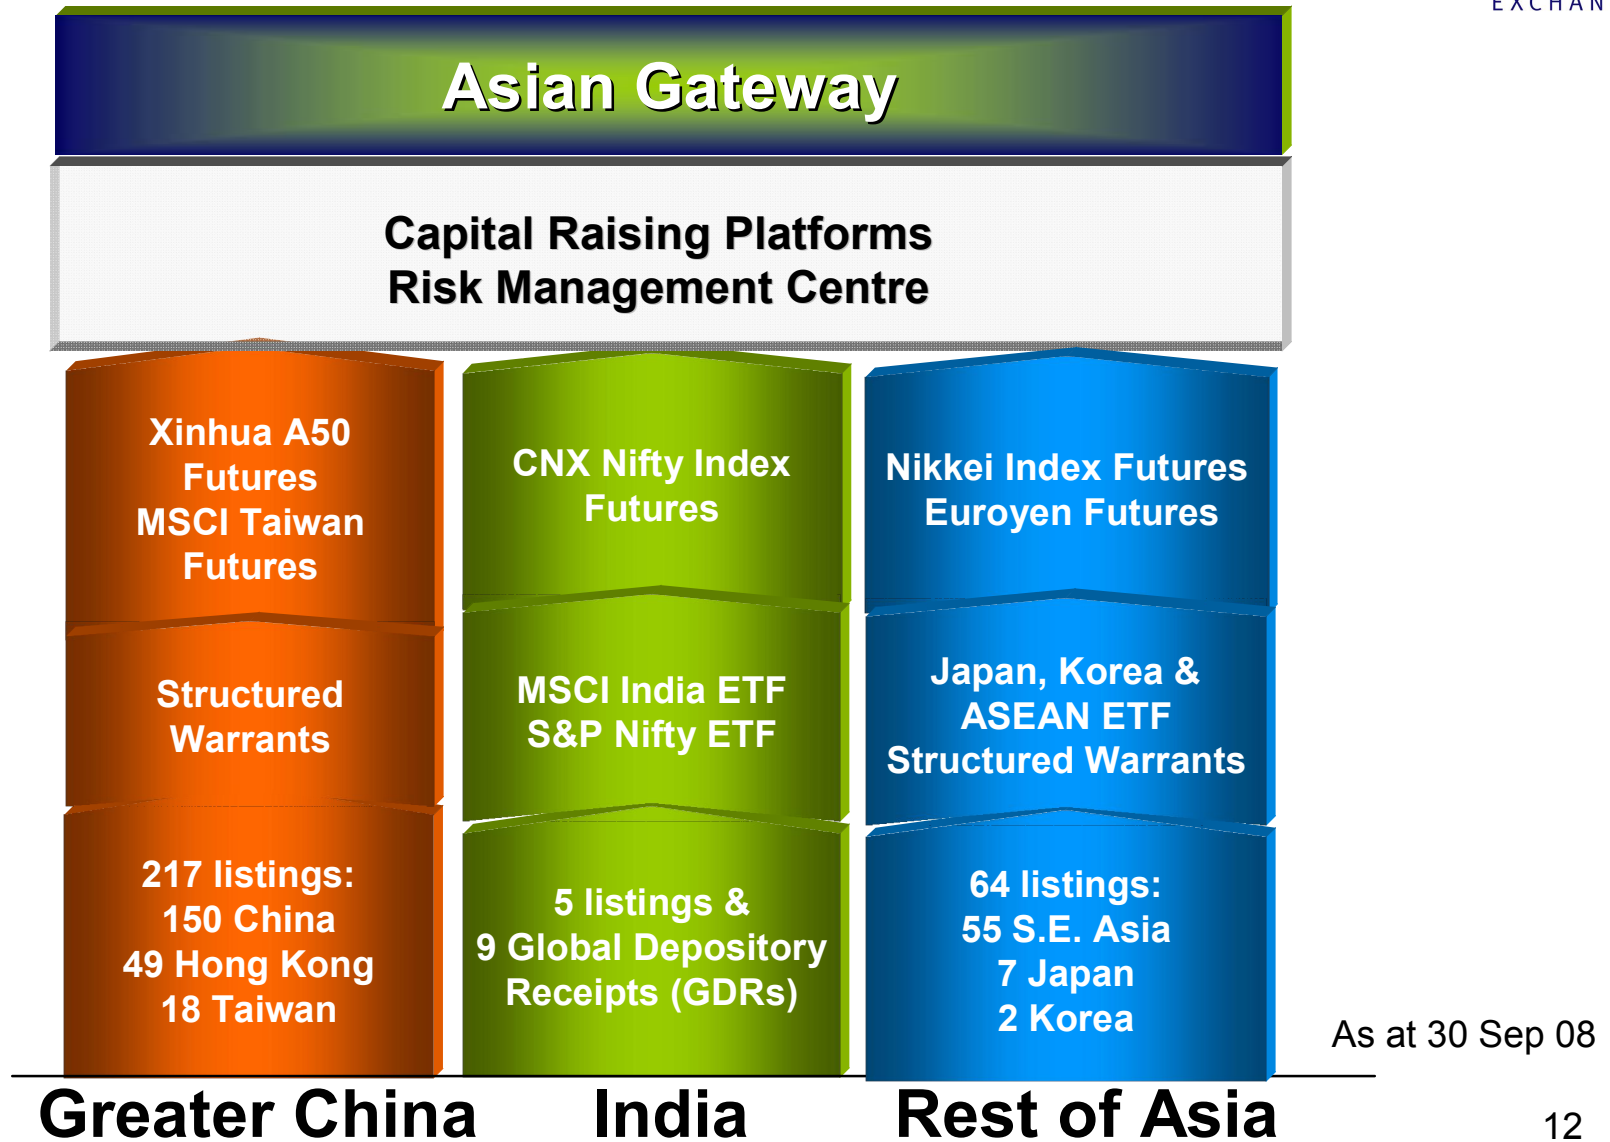 Asian Gateway
Capital Raising Platforms
Risk Management Centre
Xinhua A50
Futures
MSCI Taiwan
Futures
Structured
Warrants
217 listings:
150 China
49 Hong Kong
18 Taiwan
Greater China
CNX Nifty Index
Futures
MSCI India ETF
S&P Nifty ETF
5 listings &
9 Global Depository
Receipts (GDRs)
India
Nikkei Index Futures
Euroyen Futures
Japan, Korea &
ASEAN ETF
Structured Warrants
64 listings:
55 S.E. Asia
7 Japan
2 Korea
Rest of Asia
As at 30 Sep 08
12